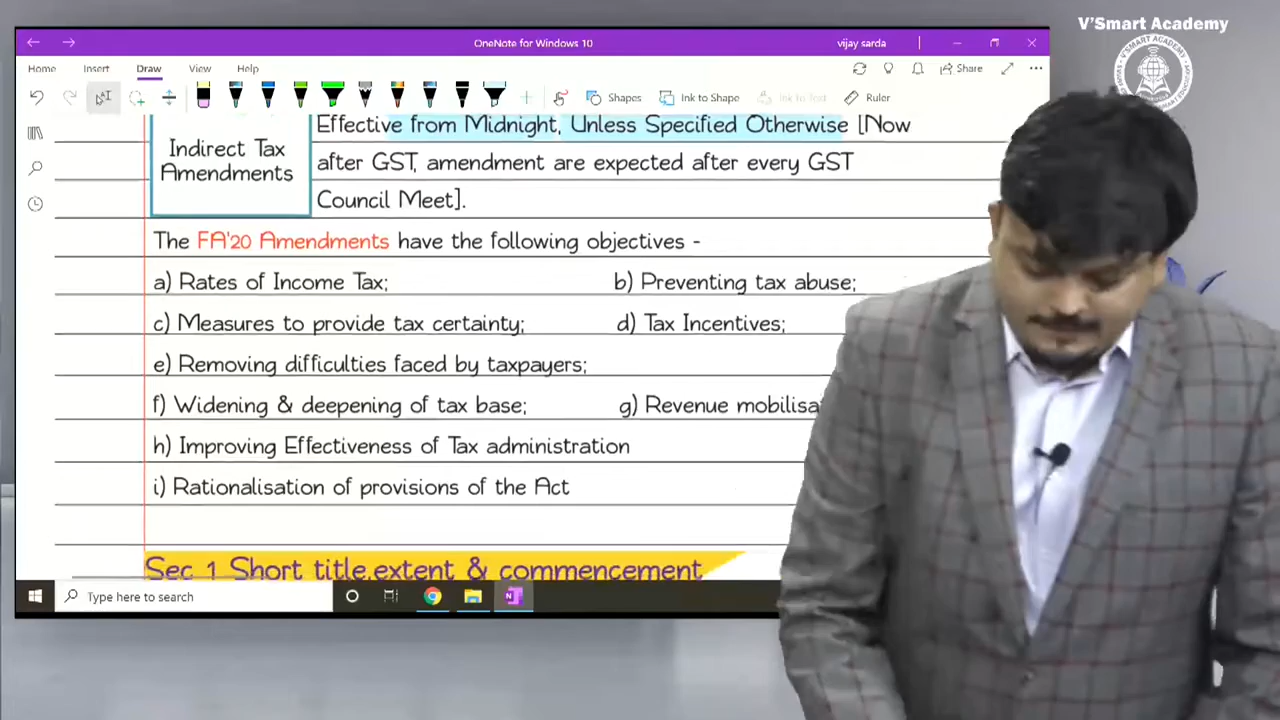 V'Smart Academy
OneNote for Windows 10
vijay sarda
Home Insert Draw View Help
Share
Shapes Ink to Shape Ink to Text Ruler
Effective from Midnight, Unless Specified Otherwise [Now
Indirect Tax
Amendments
after GST, amendment are expected after every GST
Council Meet].
The FA'20 Amendments have the following objectives -
a) Rates of Income Tax; b) Preventing tax abuse;
c) Measures to provide tax certainty; d) Tax Incentives;
e) Removing difficulties faced by taxpayers;
f) Widening & deepening of tax base; g) Revenue
h) Improving Effectiveness of Tax administration
i) Rationalisation of provisions of the Act
Sec 1 Short title,extent & commencement
Type here to search